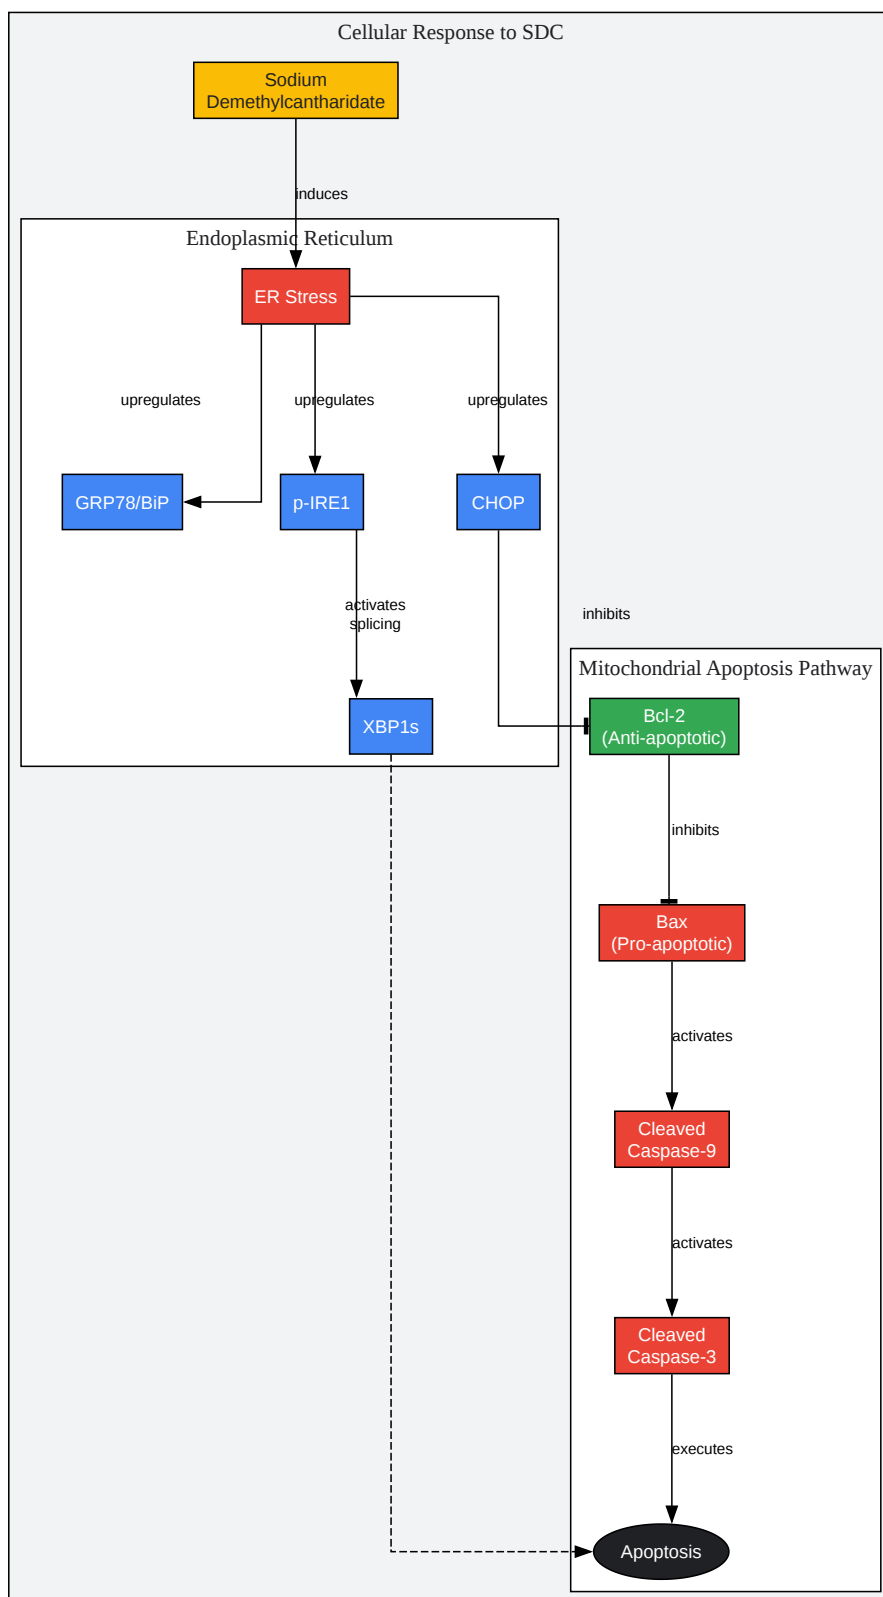 Cellular Response to SDC
Sodium
Demethylcantharidate
induces
Endoplasmic Reticulum
ER Stress
upregulates
upregulates
upregulates
GRP78/BiP
p-IRE1
CHOP
activates
splicing
inhibits
Mitochondrial Apoptosis Pathway
XBP1s
Bcl-2
(Anti-apoptotic)
inhibits
Bax
(Pro-apoptotic)
activates
Cleaved
Caspase-9
activates
Cleaved
Caspase-3
executes
Apoptosis